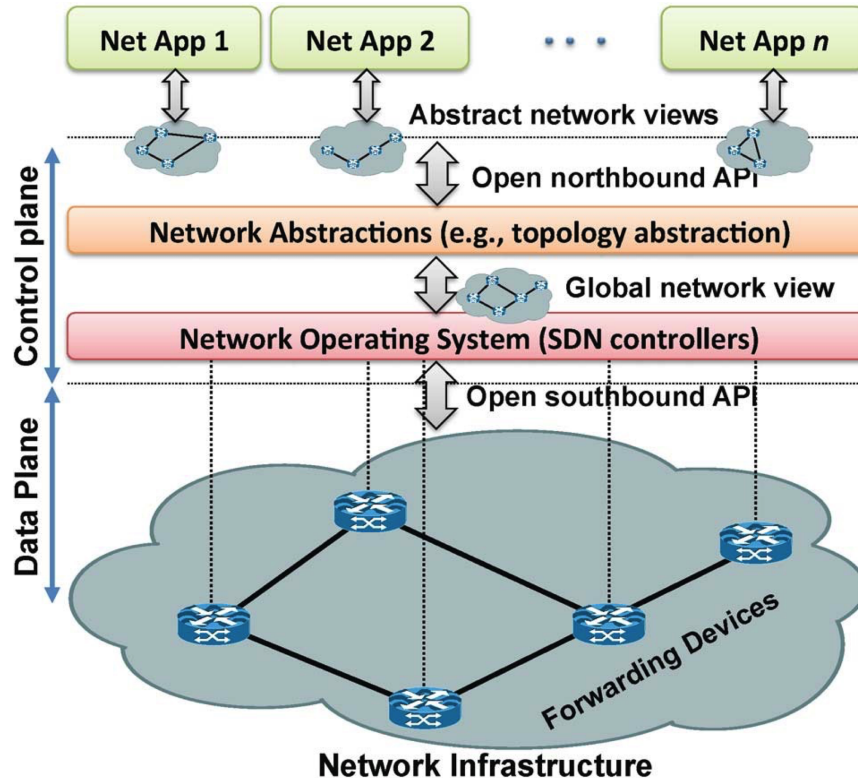 Net App 1
Net App 2
Net App n
Abstract network views
Open northbound API
Network Abstractions (e.g., topology abstraction)
Global network view
Network Operating System (SDN controllers)
Open southbound API
Control plane
Data Plane
Forwarding Devices
Network Infrastructure